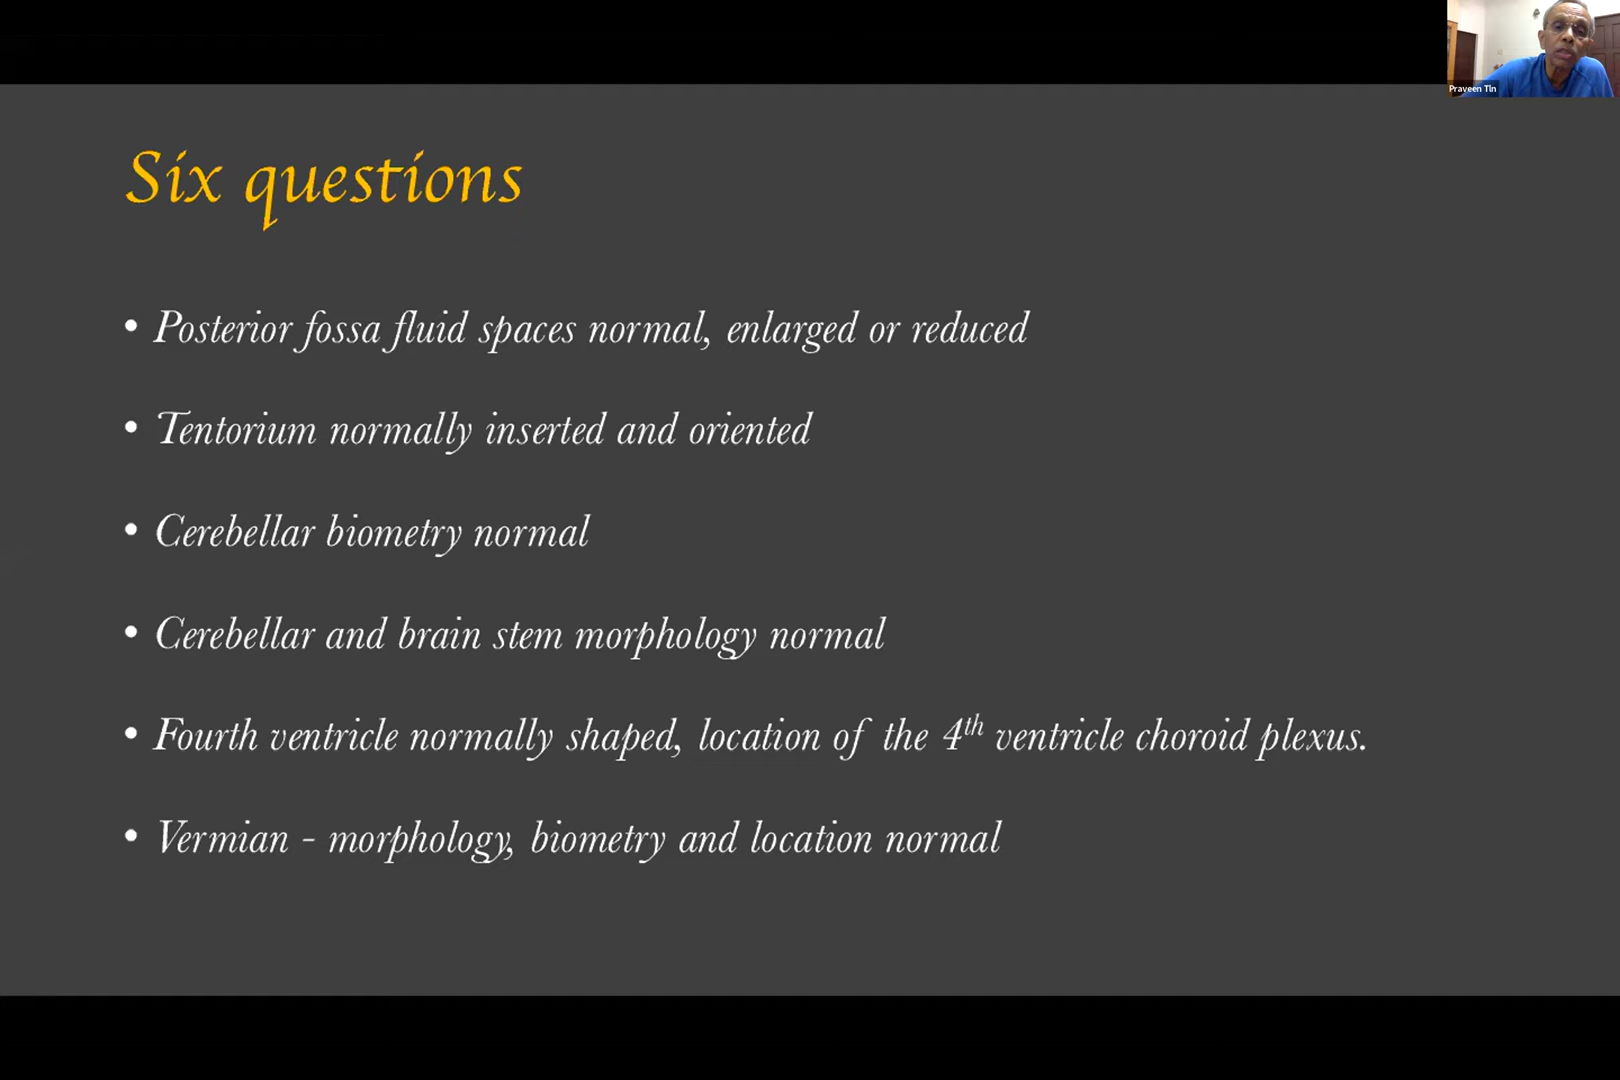 Praveen Tln
Six questions
• Posterior fossa fluid spaces normal, enlarged or reduced
• Tentorium normally inserted and oriented
• Cerebellar biometry normal
• Cerebellar and brain stem morphology normal
• Fourth ventricle normally shaped, location of the 4th ventricle choroid plexus.
• Vermian - morphology, biometry and location normal